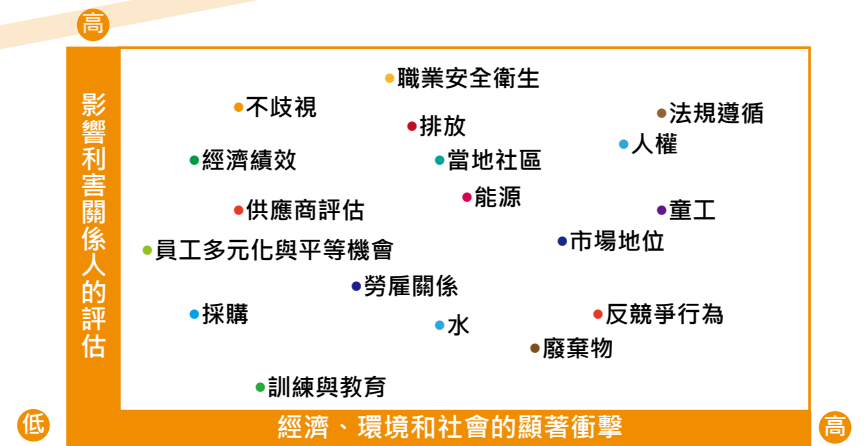 高
影響利害關係人的評估
職業安全衛生
不歧視
法規遵循
排放
人權
經濟績效
當地社區
能源
供應商評估
童工
市場地位
員工多元化與平等機會
勞雇關係
採購
反競爭行為
水
廢棄物
訓練與教育
低
經濟、環境和社會的顯著衝擊
高